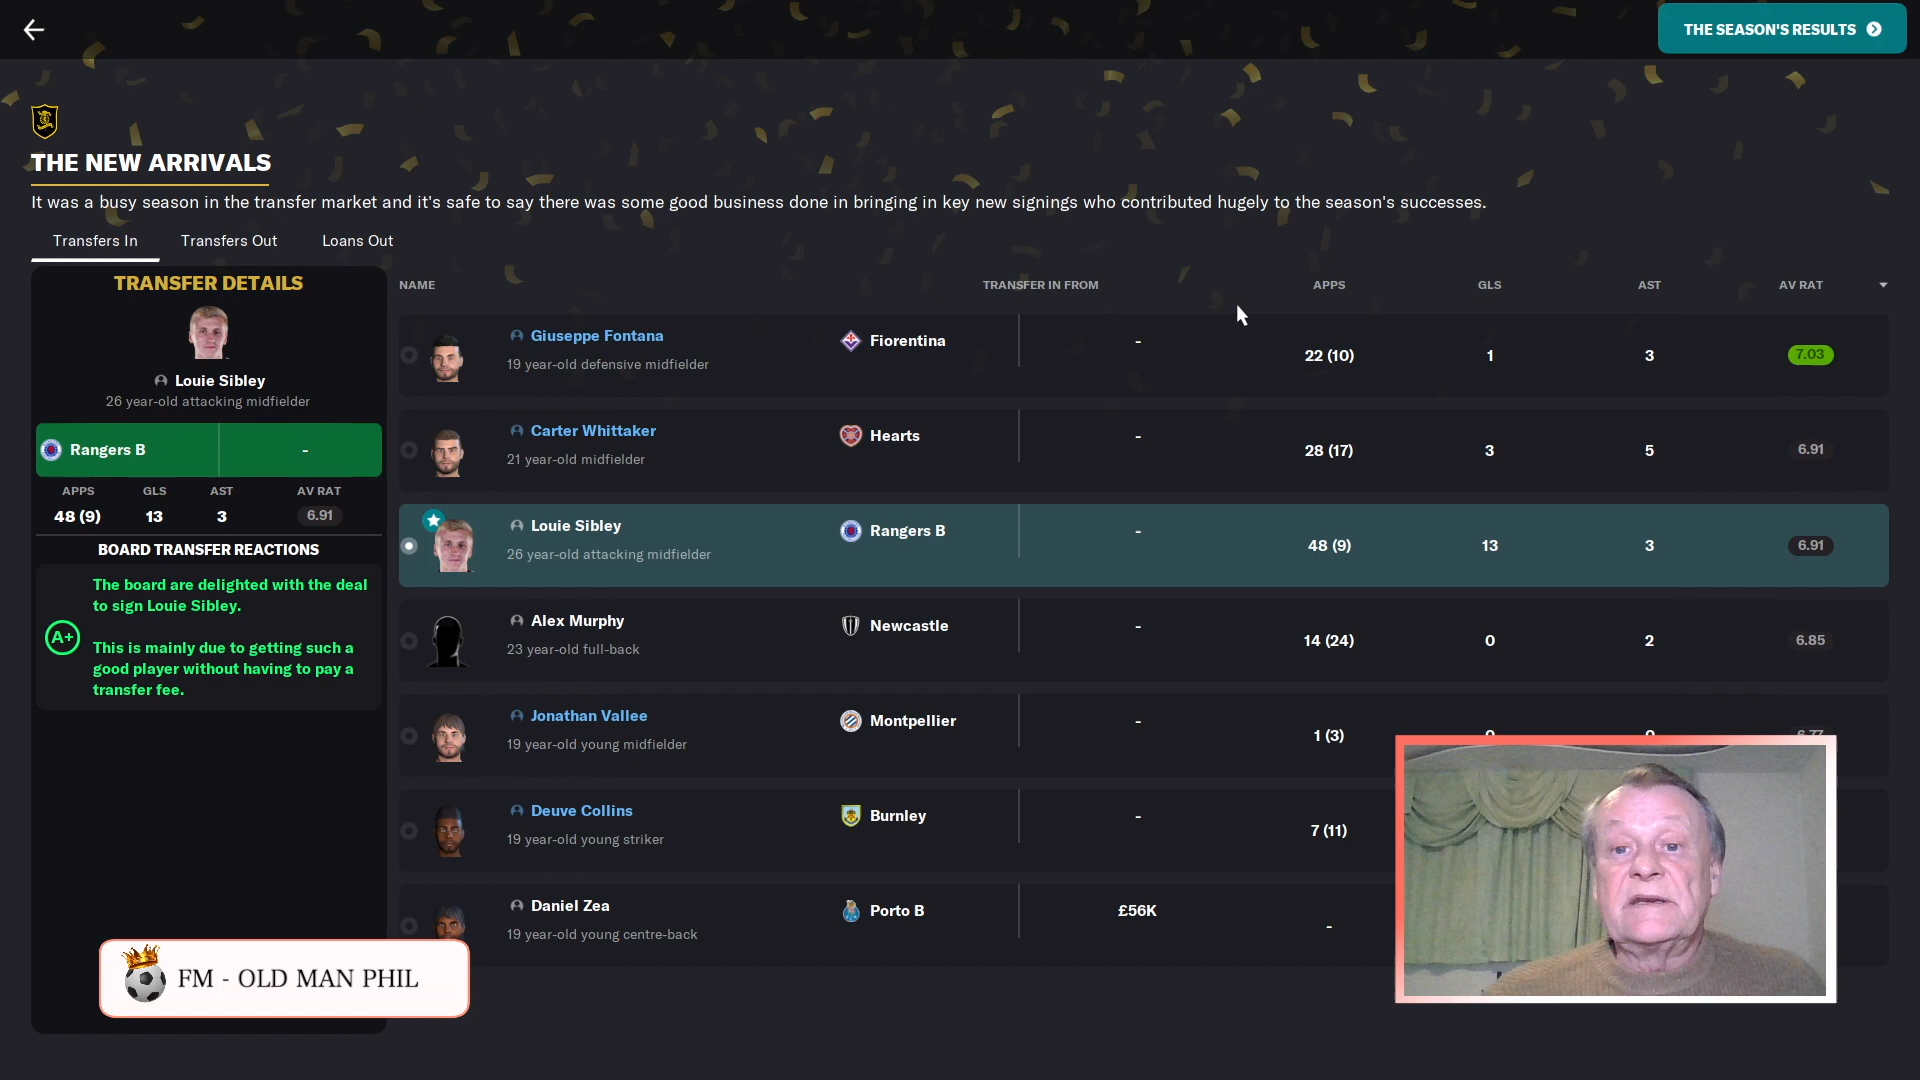 THE SEASON'S RESULTS
THE NEW ARRIVALS
It was a busy season in the transfer market and it's safe to say there was some good business done in bringing in key new signings who contributed hugely to the season's successes.
Transfers In Transfers Out Loans Out
TRANSFER DETAILS
Louie Sibley
26 year-old attacking midfielder
Rangers B -
APPS GLS AST AV RAT
48 (9) 13 3 6.91
BOARD TRANSFER REACTIONS
A+
The board are delighted with the deal
to sign Louie Sibley.
This is mainly due to getting such a
good player without having to pay a
transfer fee.
NAME TRANSFER IN FROM APPS GLS AST AV RAT
Giuseppe Fontana Fiorentina - 22 (10) 1 3 7.03
19 year-old defensive midfielder
Carter Whittaker Hearts - 28 (17) 3 5 6.91
21 year-old midfielder
Louie Sibley Rangers B - 48 (9) 13 3 6.91
26 year-old attacking midfielder
Alex Murphy Newcastle - 14 (24) 0 2 6.85
23 year-old full-back
Jonathan Vallee Montpellier - 1 (3)
19 year-old young midfielder
Deuve Collins Burnley - 7 (11)
19 year-old young striker
Daniel Zea Porto B £56K -
19 year-old young centre-back
FM - OLD MAN PHIL